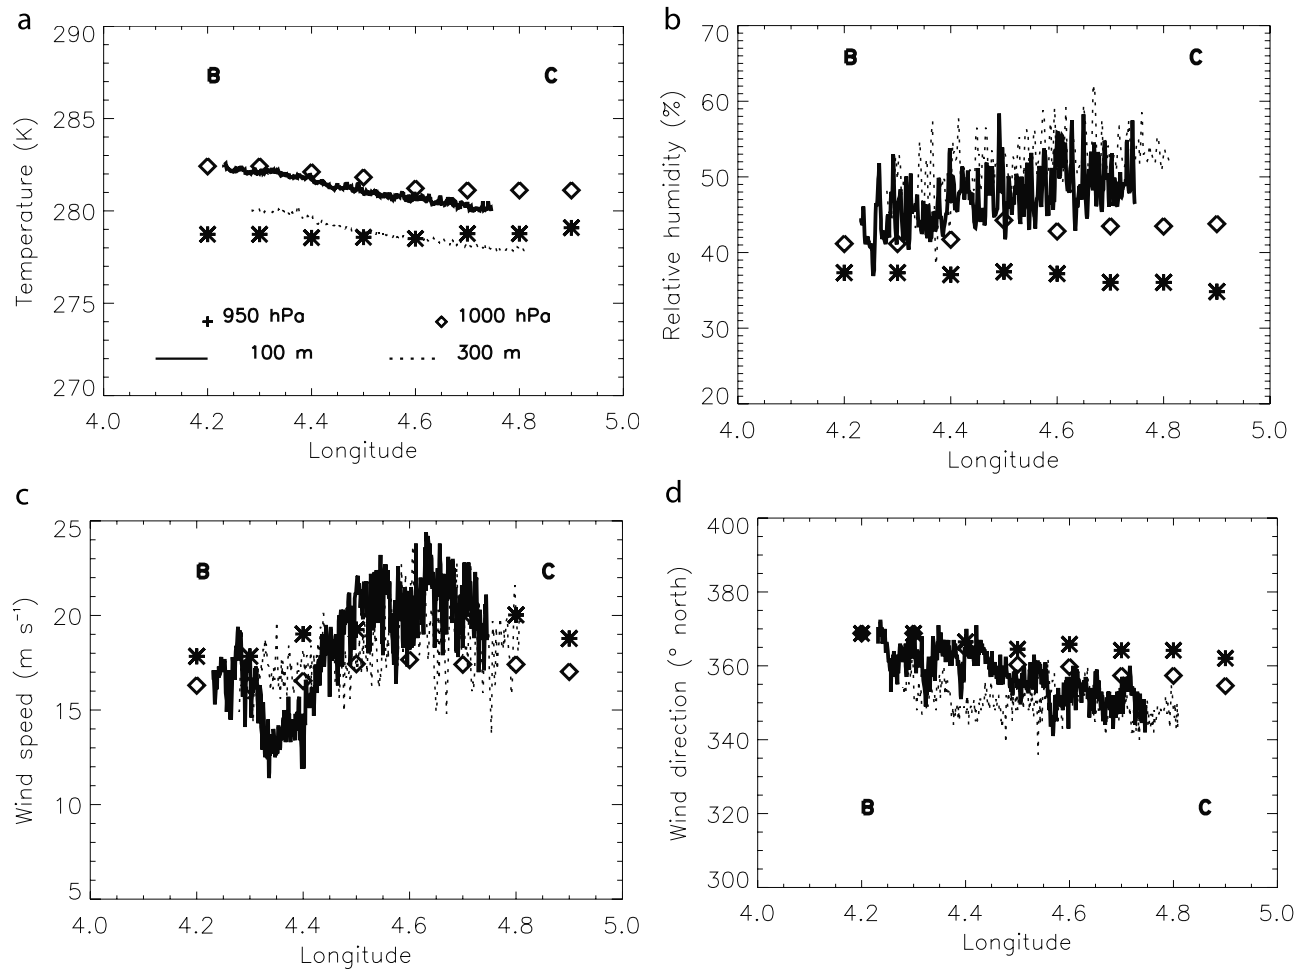 a
290
285
280
275
270
Temperature (K)
B
C
950 hPa
1000 hPa
100 m
300 m
4.0
4.2
4.4
4.6
4.8
5.0
Longitude
b
70
60
50
40
30
20
Relative humidity (%)
B
C
4.0
4.2
4.4
4.6
4.8
5.0
Longitude
c
25
20
15
10
5
Wind speed (m s⁻¹)
B
C
4.0
4.2
4.4
4.6
4.8
5.0
Longitude
d
400
380
360
340
320
300
Wind direction (° north)
B
C
4.0
4.2
4.4
4.6
4.8
5.0
Longitude